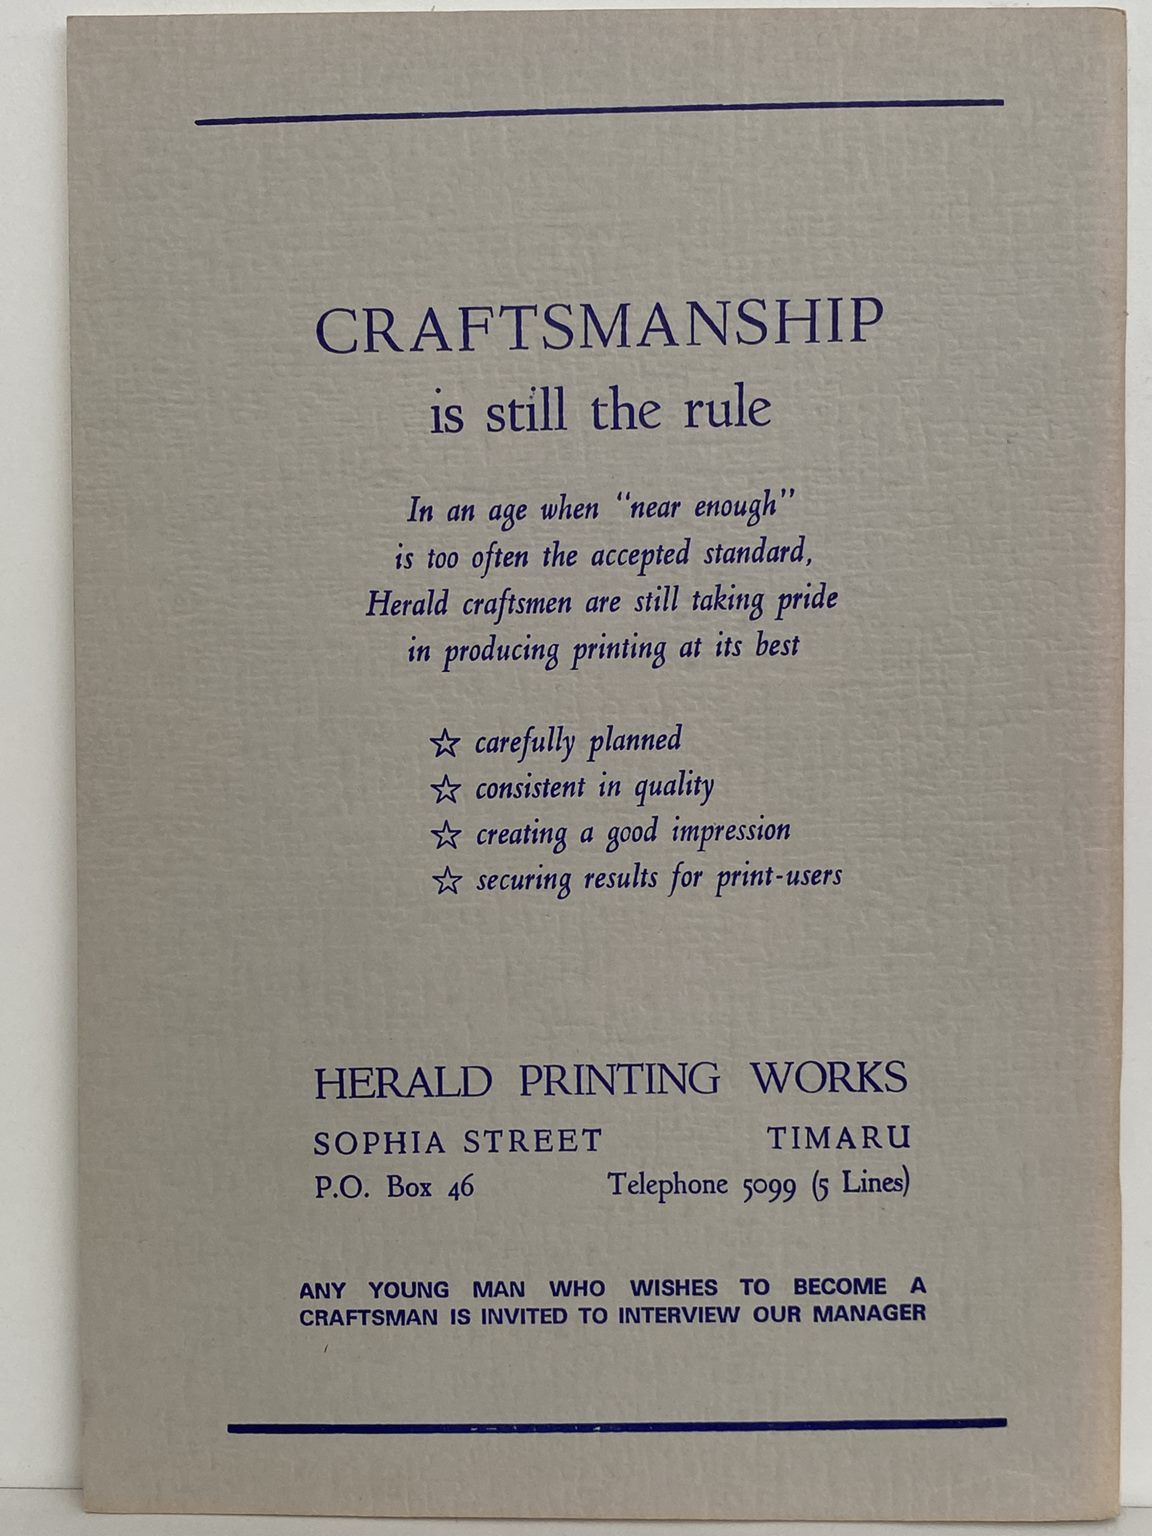 CRAFTSMANSHIP
is still the rule
In an age when "near enough"
is too often the accepted standard,
Herald craftsmen are still taking pride
in producing printing at its best
☆ carefully planned
☆ consistent in quality
☆ creating a good impression
☆ securing results for print-users
HERALD PRINTING WORKS
SOPHIA STREET TIMARU
P.O. Box 46 Telephone 5099 (5 Lines)
ANY YOUNG MAN WHO WISHES TO BECOME A
CRAFTSMAN IS INVITED TO INTERVIEW OUR MANAGER